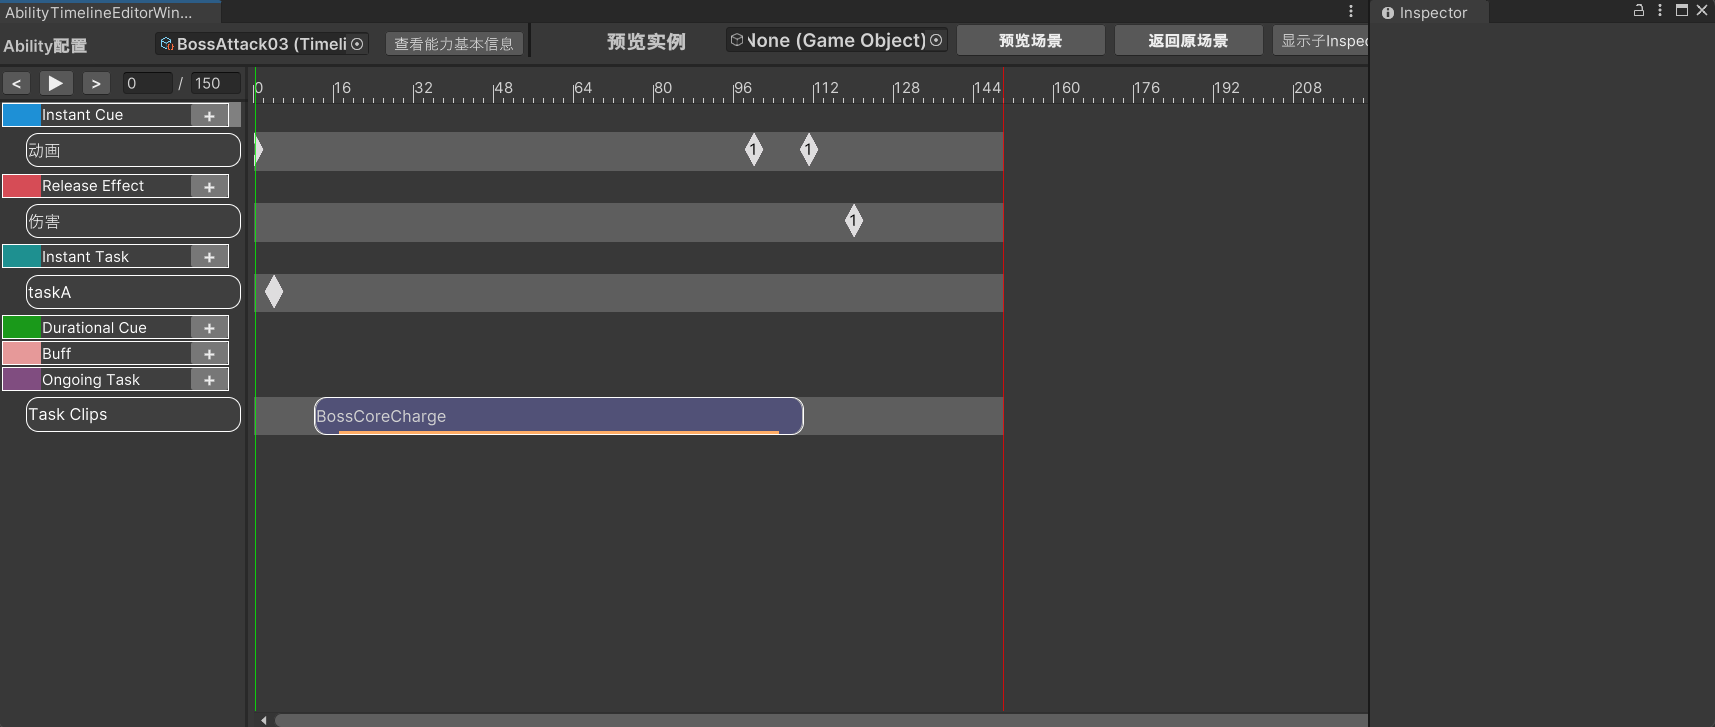 AbilityTimelineEditorWin...
Inspector
Ability配置
BossAttack03 (Timeli
查看能力基本信息
预览实例
None (Game Object)
预览场景
返回原场景
显示子Inspec
<
>
0 / 150
0 16 32 48 64 80 96 112 128 144 160 176 192 208
Instant Cue +
动画
1
1
Release Effect +
伤害
1
Instant Task +
taskA
Durational Cue +
Buff +
Ongoing Task +
Task Clips
BossCoreCharge